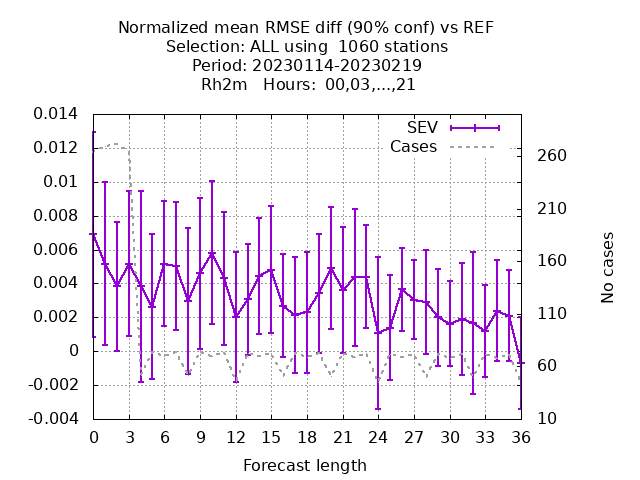 Normalized mean RMSE diff (90% conf) vs REF
Selection: ALL using  1060 stations
Period: 20230114-20230219
Rh2m   Hours:  00,03,...,21
0.014
0.012
0.01
0.008
0.006
0.004
0.002
0
-0.002
-0.004
SEV
Cases
260
210
160
110
60
10
No cases
0 3 6 9 12 15 18 21 24 27 30 33 36
Forecast length